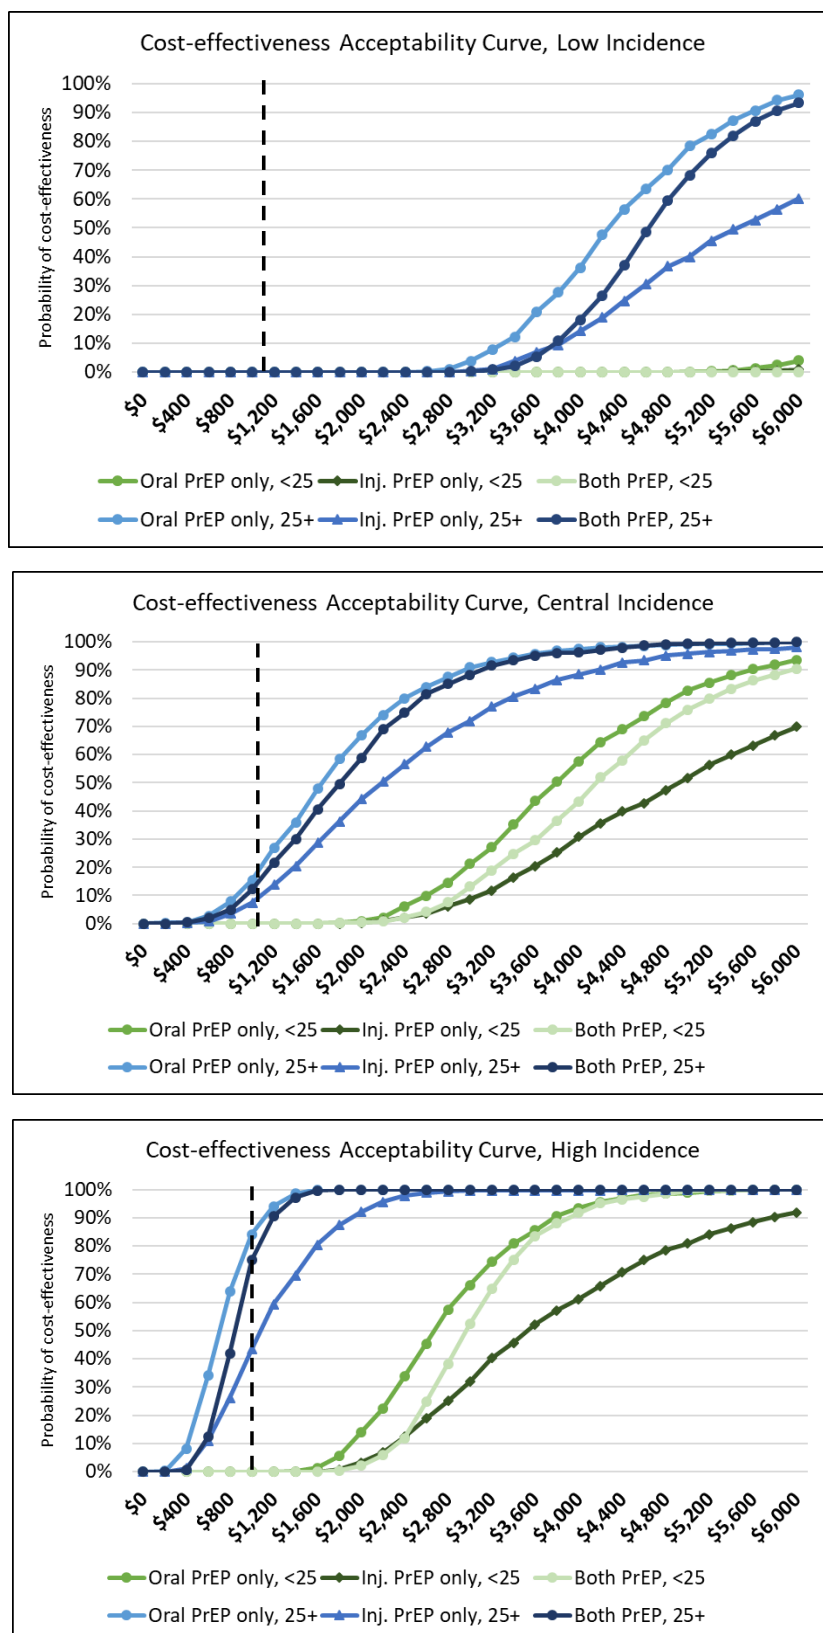 Cost-effectiveness Acceptability Curve, Low Incidence
Probability of cost-effectiveness
100%
90%
80%
70%
60%
50%
40%
30%
20%
10%
0%
$0 $400 $800 $1,200 $1,600 $2,000 $2,400 $2,800 $3,200 $3,600 $4,000 $4,400 $4,800 $5,200 $5,600 $6,000
Oral PrEP only, <25 Inj. PrEP only, <25 Both PrEP, <25
Oral PrEP only, 25+ Inj. PrEP only, 25+ Both PrEP, 25+
Cost-effectiveness Acceptability Curve, Central Incidence
Probability of cost-effectiveness
100%
90%
80%
70%
60%
50%
40%
30%
20%
10%
0%
$0 $400 $800 $1,200 $1,600 $2,000 $2,400 $2,800 $3,200 $3,600 $4,000 $4,400 $4,800 $5,200 $5,600 $6,000
Oral PrEP only, <25 Inj. PrEP only, <25 Both PrEP, <25
Oral PrEP only, 25+ Inj. PrEP only, 25+ Both PrEP, 25+
Cost-effectiveness Acceptability Curve, High Incidence
Probability of cost-effectiveness
100%
90%
80%
70%
60%
50%
40%
30%
20%
10%
0%
$0 $400 $800 $1,200 $1,600 $2,000 $2,400 $2,800 $3,200 $3,600 $4,000 $4,400 $4,800 $5,200 $5,600 $6,000
Oral PrEP only, <25 Inj. PrEP only, <25 Both PrEP, <25
Oral PrEP only, 25+ Inj. PrEP only, 25+ Both PrEP, 25+